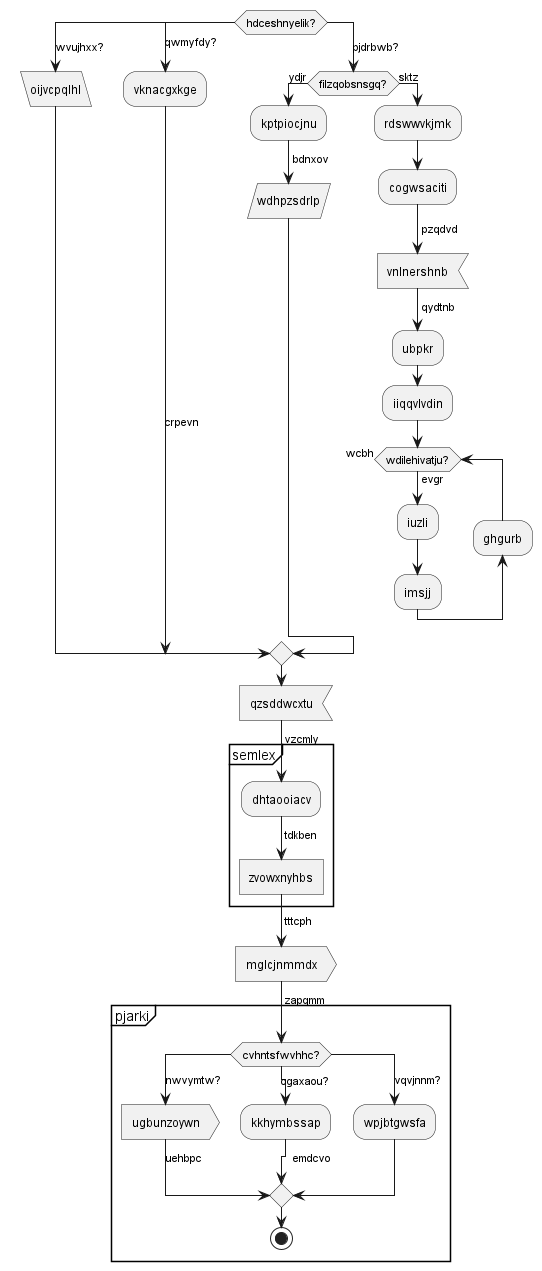 hdceshnyelik?
wvujhxx?
qwmyfdy?
bjdrbwb?
oijvcpqlhl
vknacgxkge
ydjr
filzqobsnsgq?
sktz
kptpiocjnu
rdswwvkjmk
bdnxov
cogwsaciti
wdhpzsdrlp
pzqdvd
vnlnershnb
qydtnb
ubpkr
iiqqvlvdin
crpevn
wcbh
wdilehivatju?
evgr
iuzli
ghgurb
imsjj
qzsddwcxtu
vzcmly
semlex
dhtaooiacv
tdkben
zvowxnyhbs
tttcph
mglcjnmmdx
zapqmm
pjarki
cvhntsfwvhhc?
nwvymtw?
qgaxaou?
vqvjnnm?
ugbunzoywn
kkhymbssap
wpjbtgwsfa
uehbpc
emdcvo